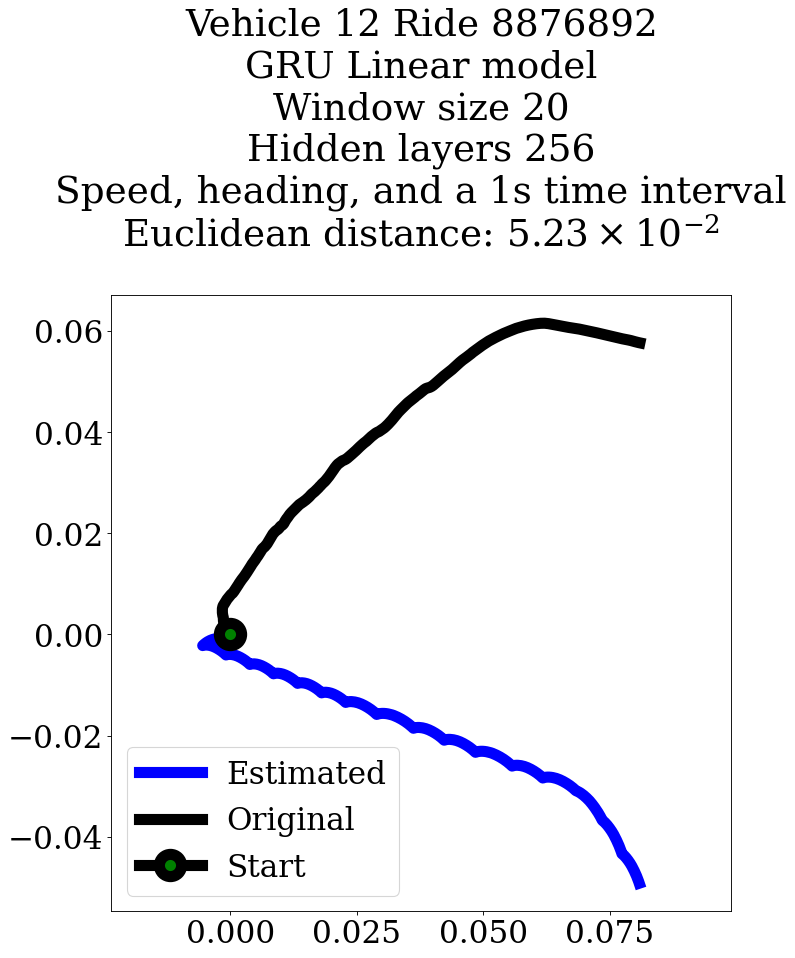 Vehicle 12 Ride 8876892
GRU Linear model
Window size 20
Hidden layers 256
Speed, heading, and a 1s time interval
Euclidean distance: 5.23 × 10⁻²
0.06
0.04
0.02
0.00
−0.02
−0.04
Estimated
Original
Start
0.000 0.025 0.050 0.075